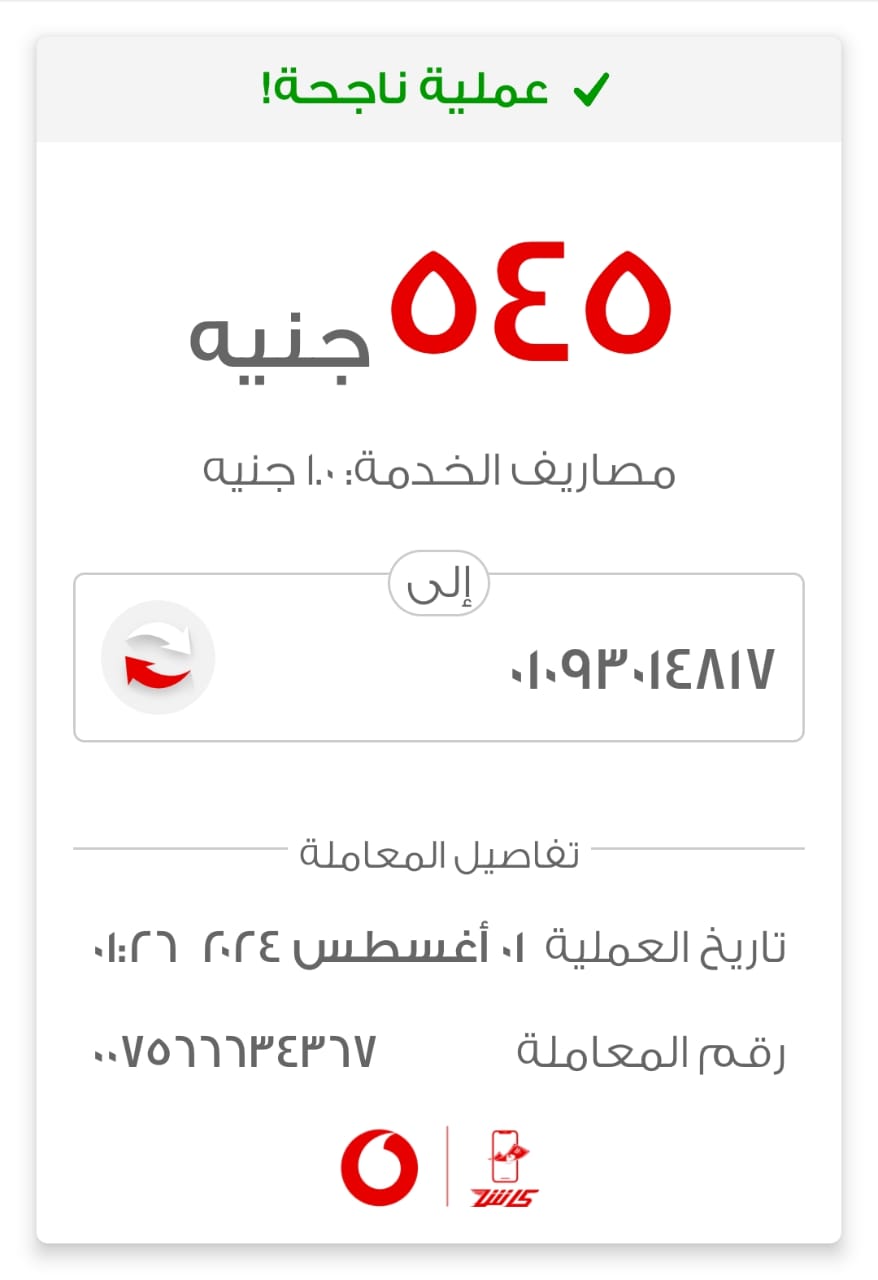 عملية ناجحة!
٥٤٥ جنيه
مصاريف الخدمة: ١.٠ جنيه
إلى
٠١٠٩٣٠١٤٨١٧
تفاصيل المعاملة
تاريخ العملية ٠١ أغسطس ٢٠٢٤ ٠١:٢٦
رقم المعاملة ٠٠٧٥٦٦٦٣٤٣٦٧
كاش